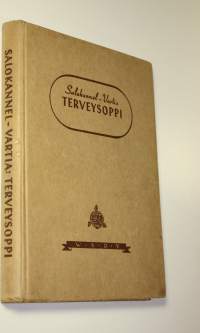 SALOKANNEL - VARTIA: TERVEYSOPPI
Salokannel - Vartia
TERVEYSOPPI
W · S · O · Y